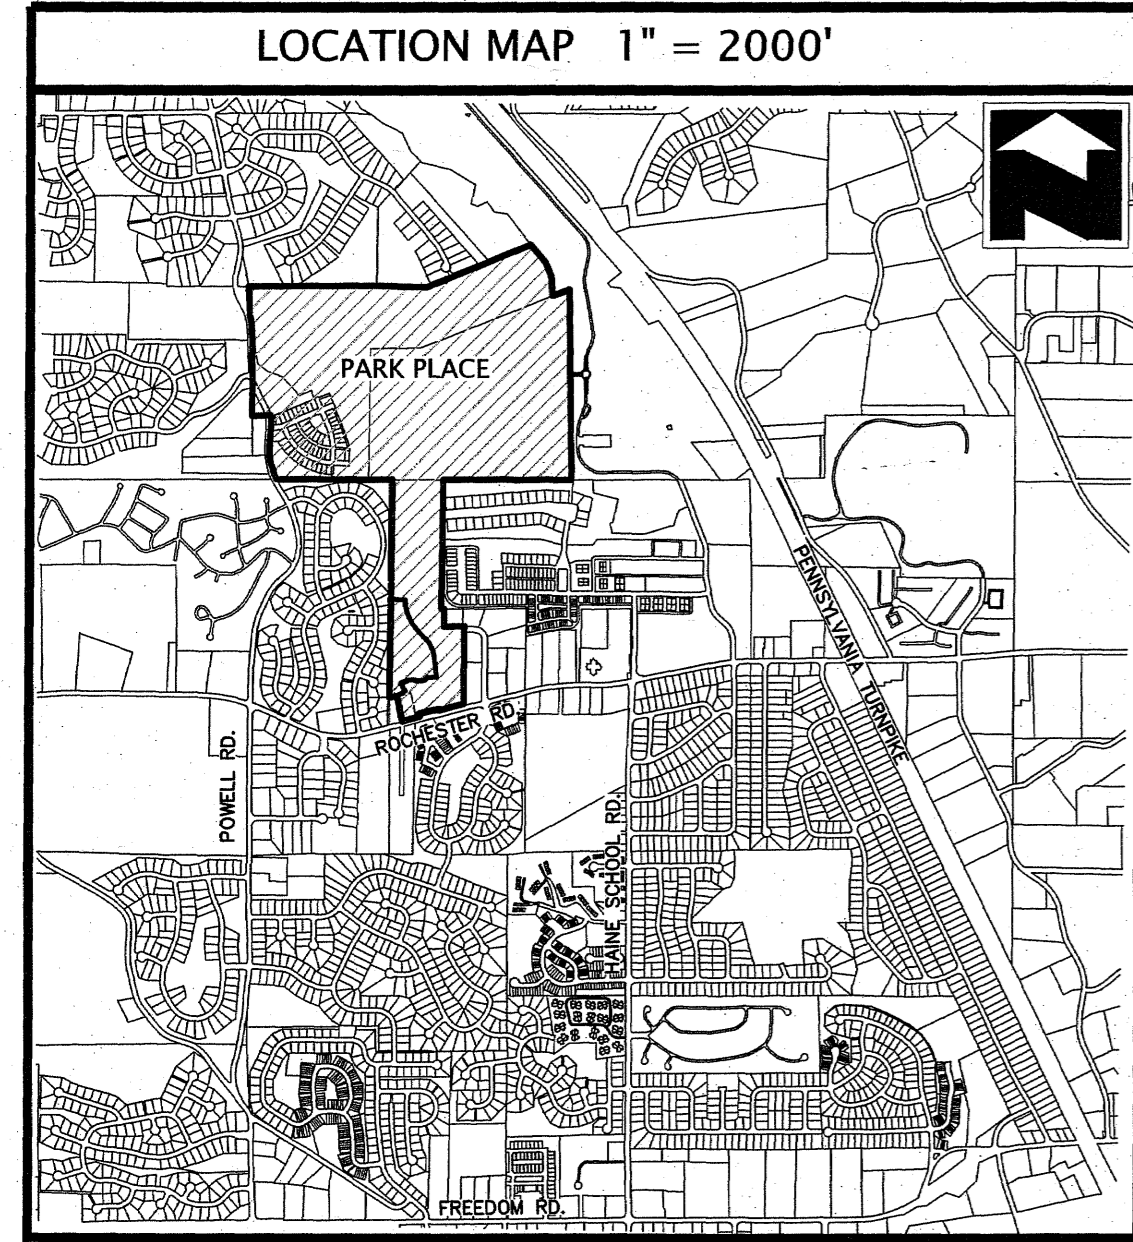 LOCATION MAP 1" = 2000'
N
PARK PLACE
PENNSYLVANIA TURNPIKE
ROCHESTER RD.
POWELL RD.
HAINE SCHOOL RD.
FREEDOM RD.